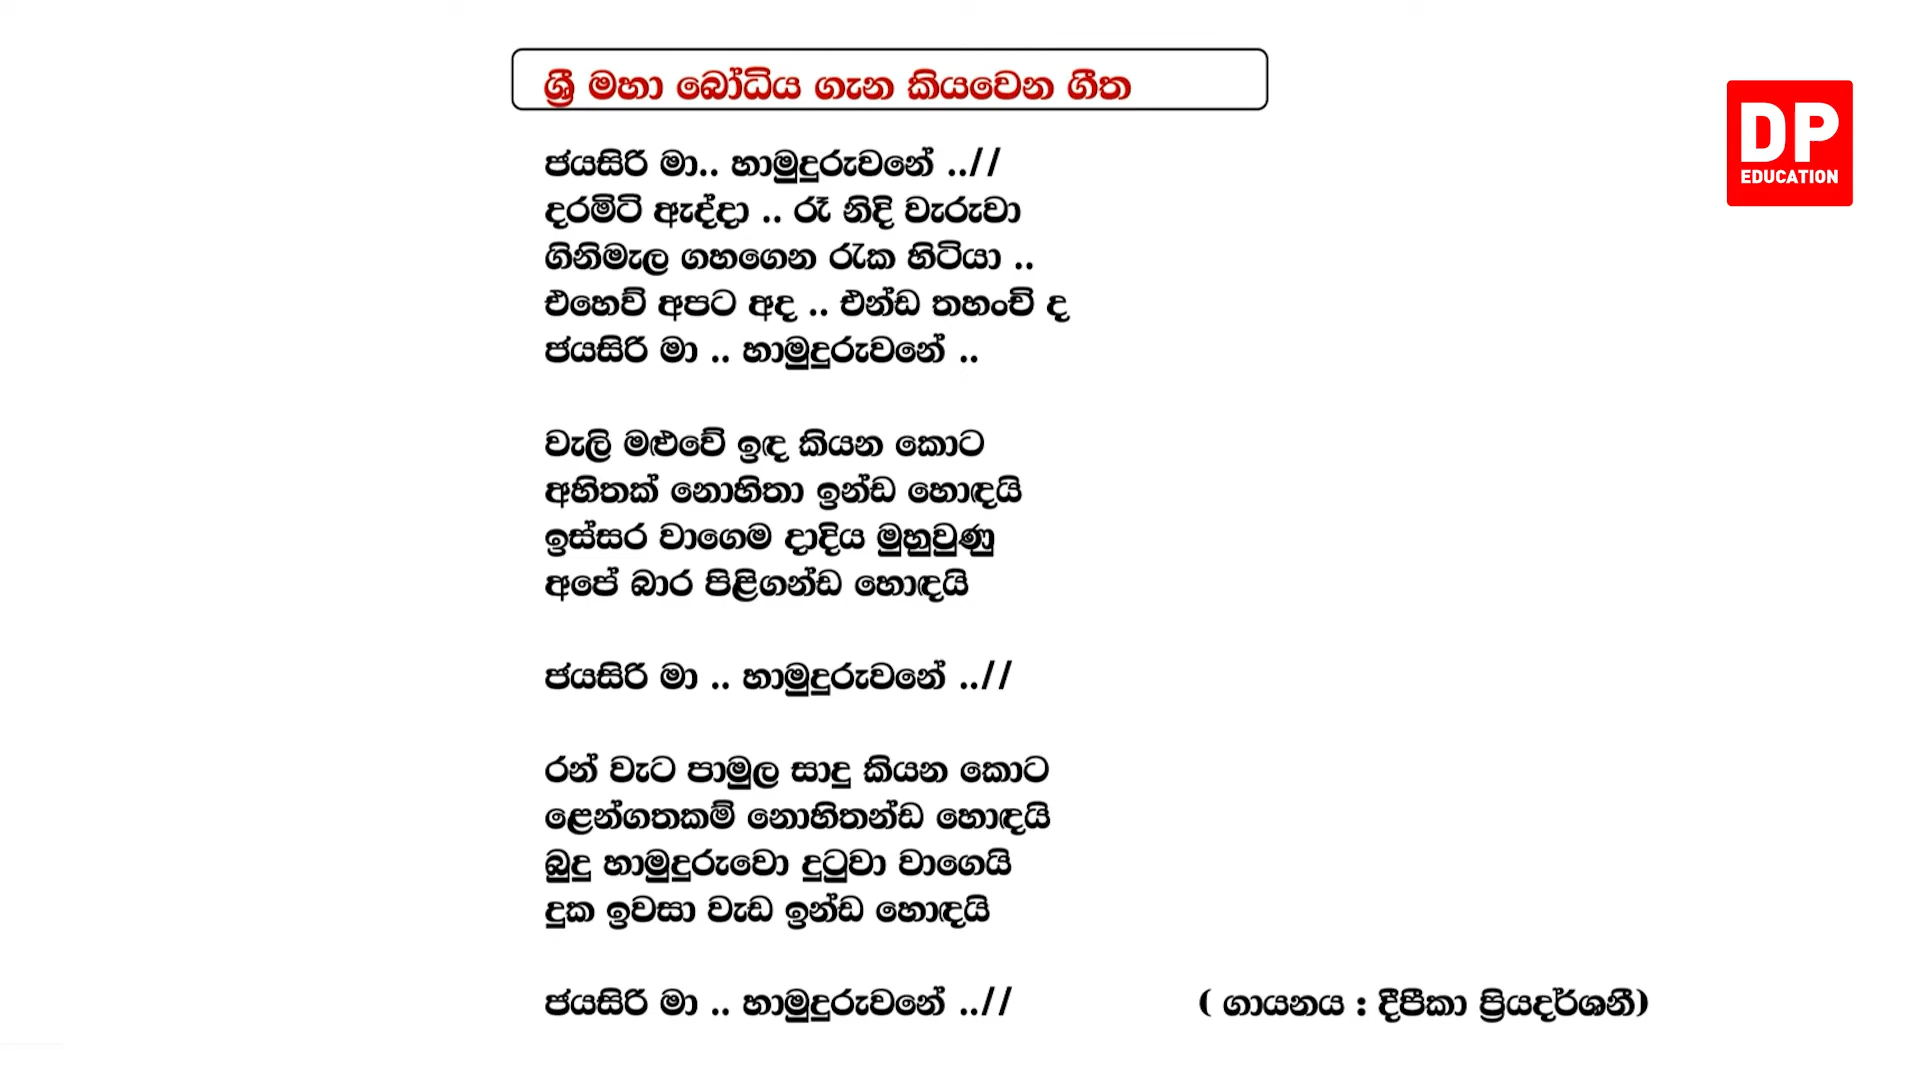 ශ්‍රී මහා බෝධිය ගැන කියවෙන ගීත
DP
EDUCATION
ජයසිරි මා.. හාමුදුරුවනේ ..//
දරමිටි ඇද්දා .. රෑ නිදි වැරුවා
ගිනිමැල ගහගෙන රැක හිටියා ..
එහෙව් අපට අද .. එන්ඩ තහංචි ද
ජයසිරි මා .. හාමුදුරුවනේ ..
වැලි මළුවේ ඉඳ කියන කොට
අහිතක් නොහිතා ඉන්ඩ හොඳයි
ඉස්සර වාගෙම දාදිය මුහුවුණු
අපේ බාර පිළිගන්ඩ හොඳයි
ජයසිරි මා .. හාමුදුරුවනේ ..//
රන් වැට පාමුල සාදු කියන කොට
ළෙන්ගතකම් නොහිතන්ඩ හොඳයි
බුදු හාමුදුරුවො දුටුවා වාගෙයි
දුක ඉවසා වැඩ ඉන්ඩ හොඳයි
ජයසිරි මා .. හාමුදුරුවනේ ..//
( ගායනය : දීපිකා ප්‍රියදර්ශනී)